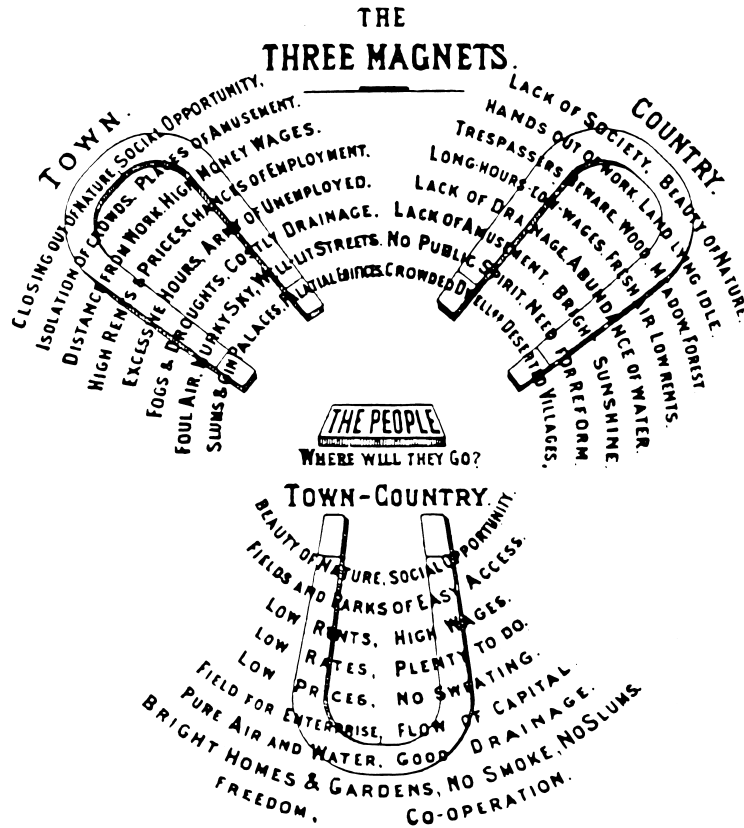 THE
THREE MAGNETS.
TOWN.
CLOSING OUT OF NATURE. SOCIAL OPPORTUNITY.
ISOLATION OF CROWDS. PLACES OF AMUSEMENT.
DISTANCE FROM WORK. HIGH MONEY WAGES.
HIGH RENTS & PRICES. CHANCES OF EMPLOYMENT.
EXCESSIVE HOURS. ARMY OF UNEMPLOYED.
FOGS & DROUGHTS. COSTLY DRAINAGE.
FOUL AIR. MURKY SKY. WELL-LIT STREETS.
SLUMS & GIN PALACES. PALATIAL EDIFICES.
COUNTRY.
LACK OF SOCIETY. BEAUTY OF NATURE.
HANDS OUT OF WORK. LAND LYING IDLE.
TRESPASSERS BEWARE. WOOD, MEADOW, FOREST
LONG-HOURS-LOW-WAGES. FRESH AIR. LOW RENTS.
LACK OF DRAINAGE. ABUNDANCE OF WATER.
LACK OF AMUSEMENT. BRIGHT SUNSHINE.
NO PUBLIC SPIRIT. NEED FOR REFORM.
CROWDED DWELLGS DESERTED VILLAGES,
THE PEOPLE
WHERE WILL THEY GO?
TOWN-COUNTRY.
BEAUTY OF NATURE, SOCIAL OPPORTUNITY.
FIELDS AND PARKS OF EASY ACCESS.
LOW RENTS, HIGH WAGES.
LOW RATES, PLENTY TO DO.
LOW PRICES, NO SWEATING.
FIELD FOR ENTERPRISE, FLOW OF CAPITAL.
PURE AIR AND WATER, GOOD DRAINAGE.
BRIGHT HOMES & GARDENS, NO SMOKE, NO SLUMS.
FREEDOM, CO-OPERATION.